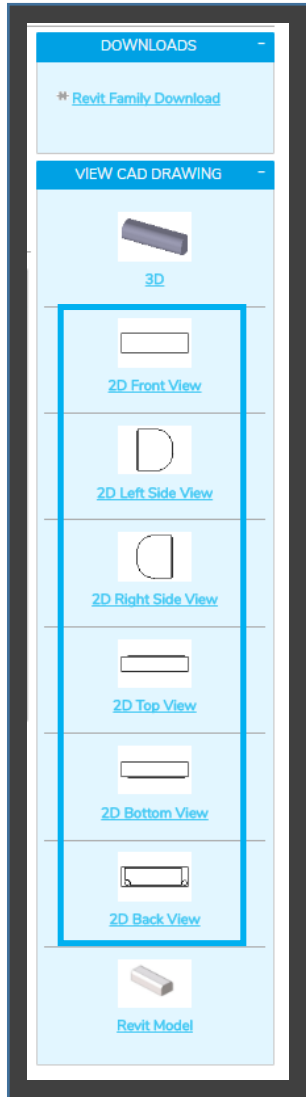 DOWNLOADS -
Revit Family Download
VIEW CAD DRAWING -
3D
2D Front View
2D Left Side View
2D Right Side View
2D Top View
2D Bottom View
2D Back View
Revit Model